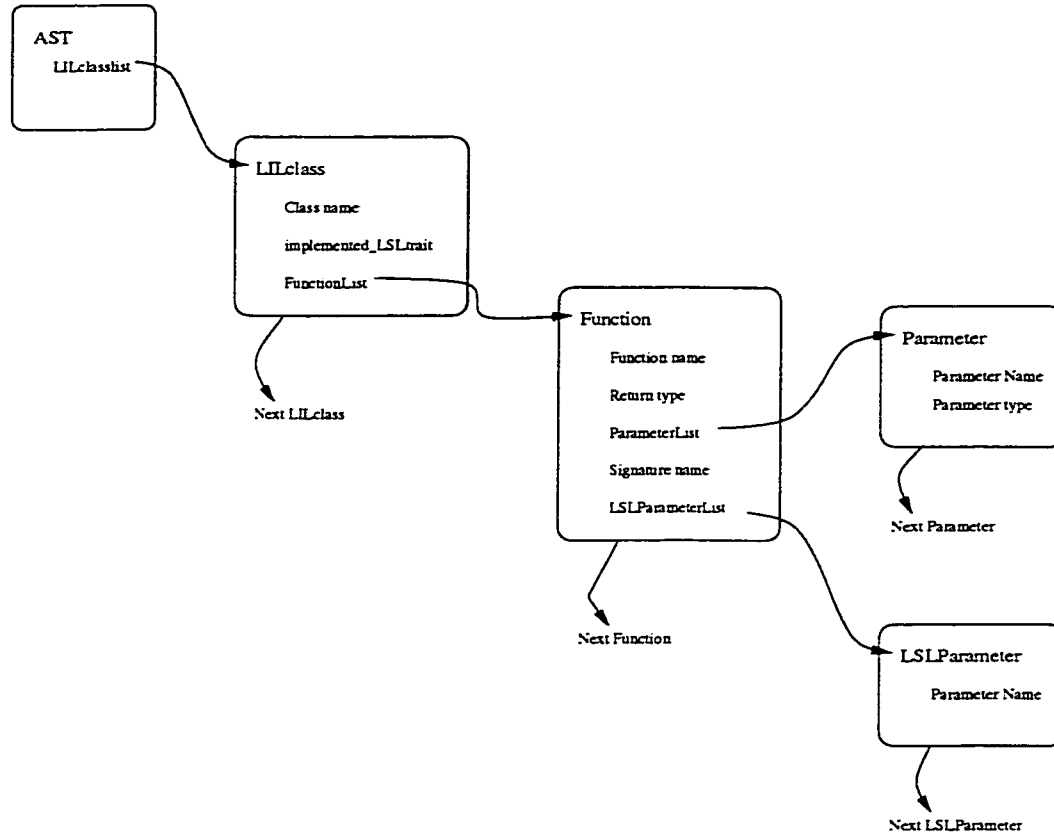 AST
LILclasslist
LILclass
Class name
implemented_LSLtrait
FunctionList
Next LILclass
Function
Function name
Return type
ParameterList
Signature name
LSLParameterList
Next Function
Parameter
Parameter Name
Parameter type
Next Parameter
LSLParameter
Parameter Name
Next LSLParameter